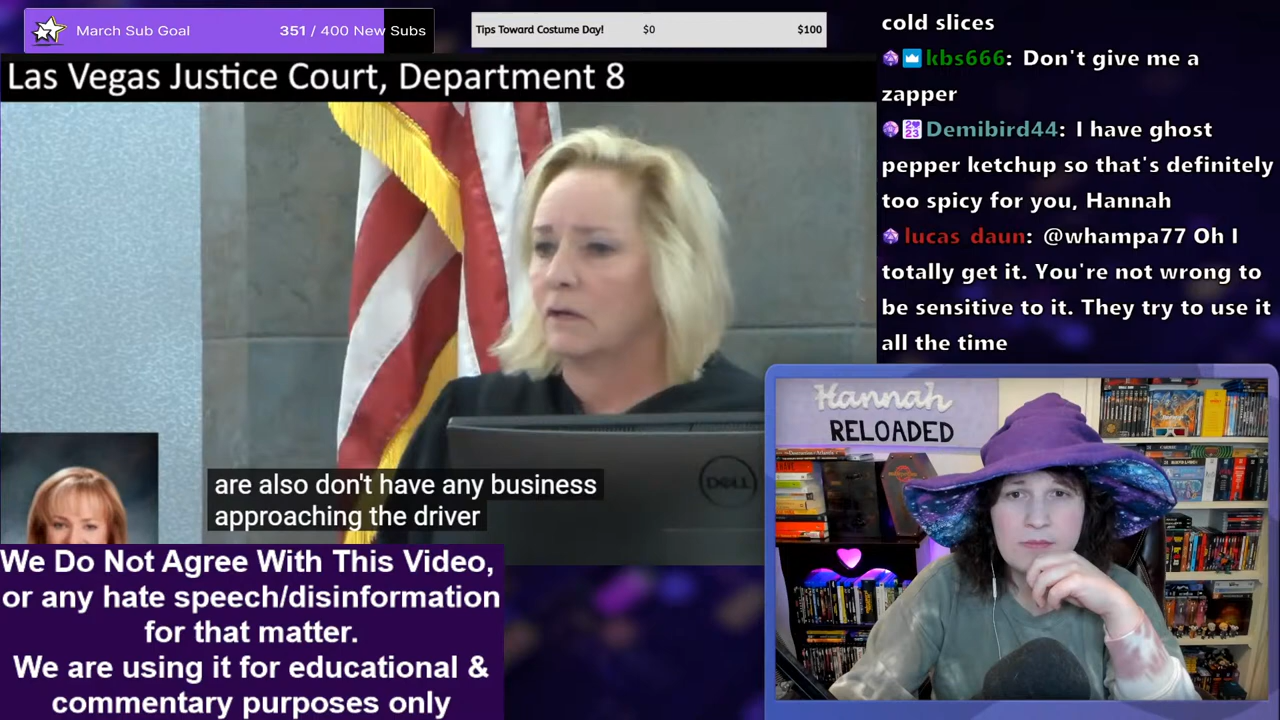 March Sub Goal
351 / 400 New Subs
Tips Toward Costume Day!
$0
$100
Las Vegas Justice Court, Department 8
cold slices
kbs666: Don't give me a
zapper
Demibird44: I have ghost
pepper ketchup so that's definitely
too spicy for you, Hannah
lucas_daun: @whampa77 Oh I
totally get it. You're not wrong to
be sensitive to it. They try to use it
all the time
DELL
are also don't have any business
approaching the driver
We Do Not Agree With This Video,
or any hate speech/disinformation
for that matter.
We are using it for educational &
commentary purposes only
Hannah
RELOADED